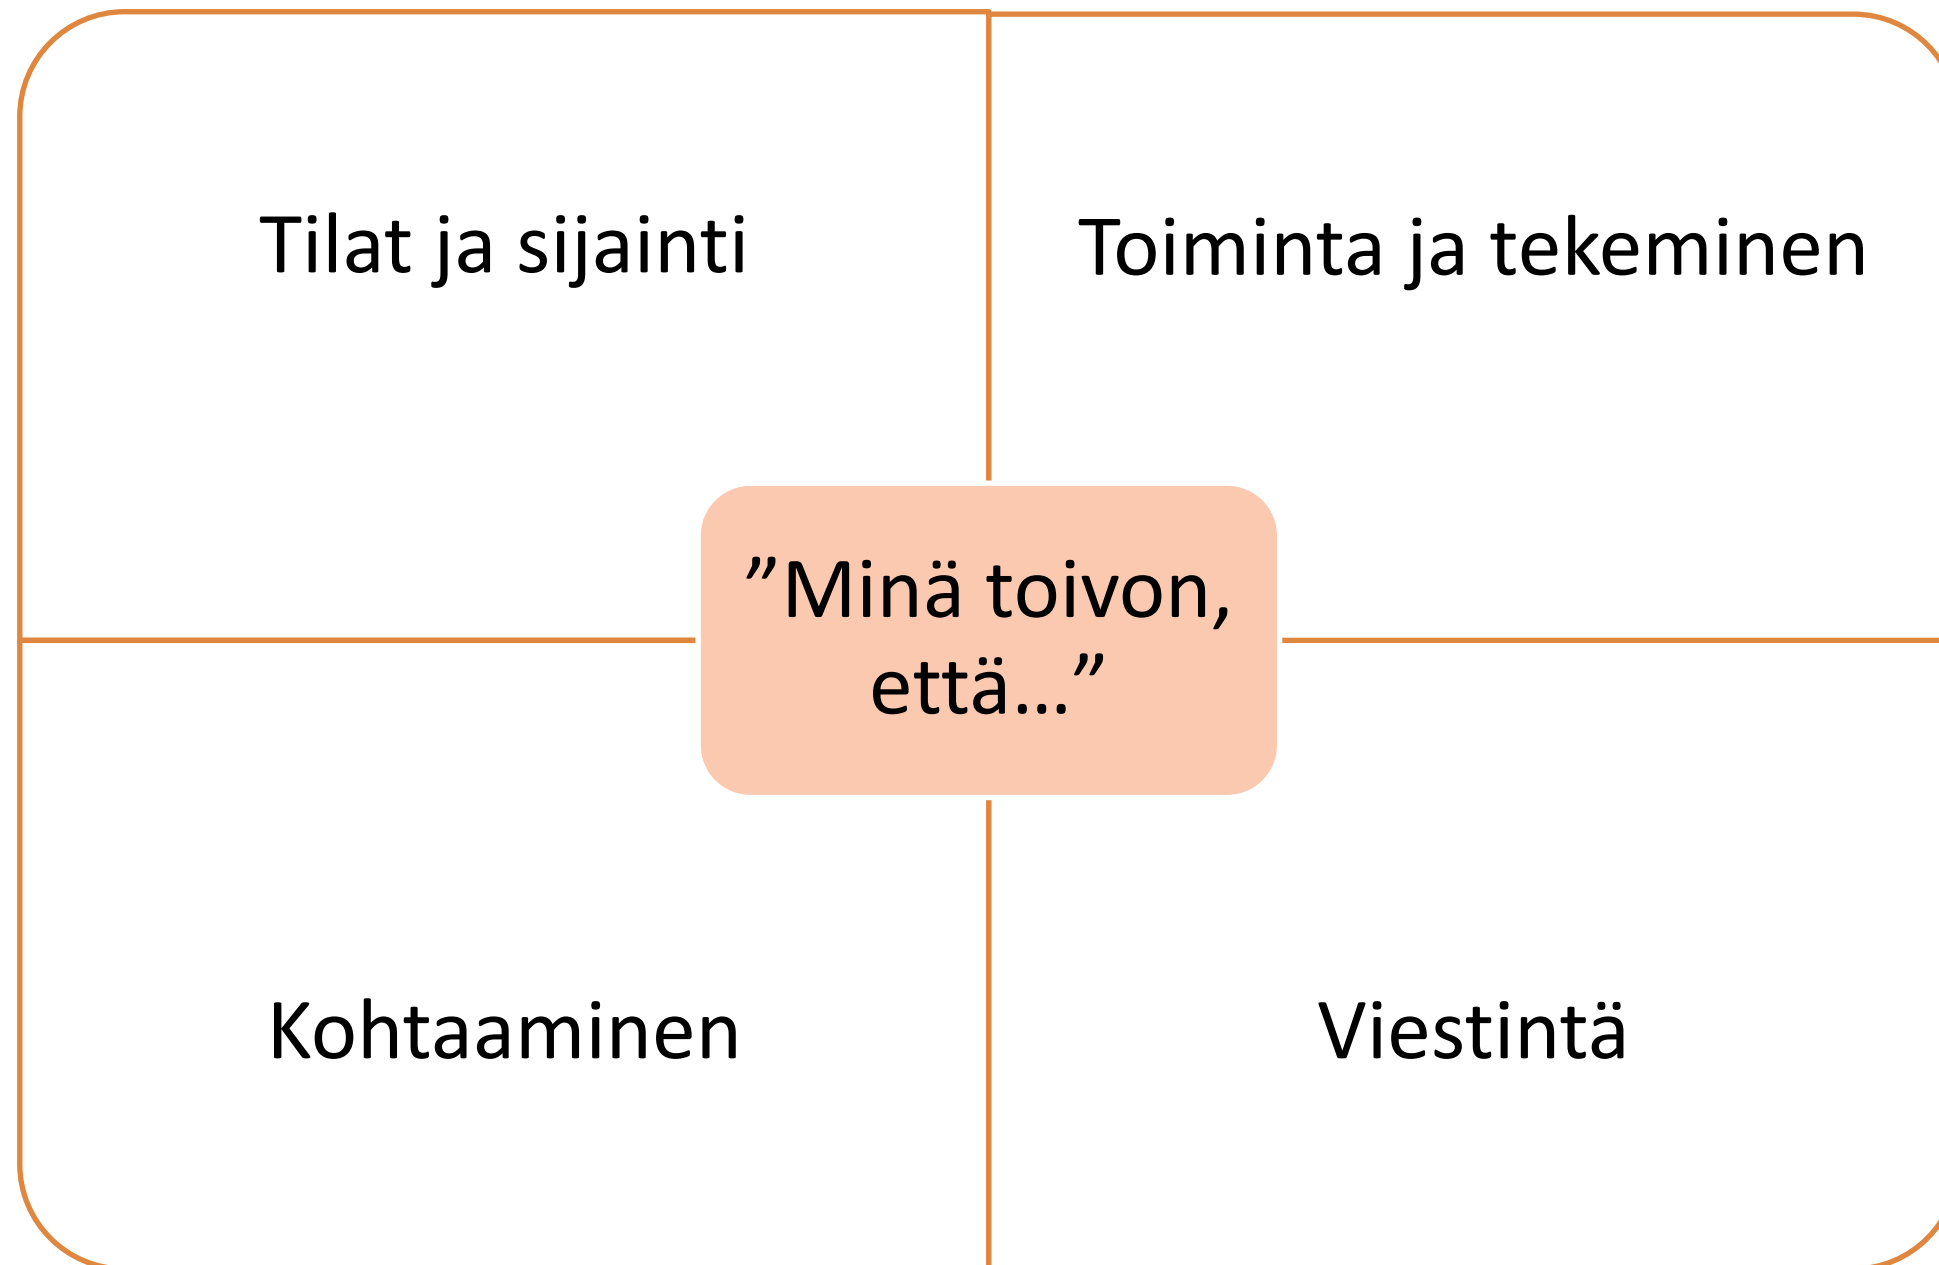 Tilat ja sijainti
Toiminta ja tekeminen
”Minä toivon,
että...”
Kohtaaminen
Viestintä